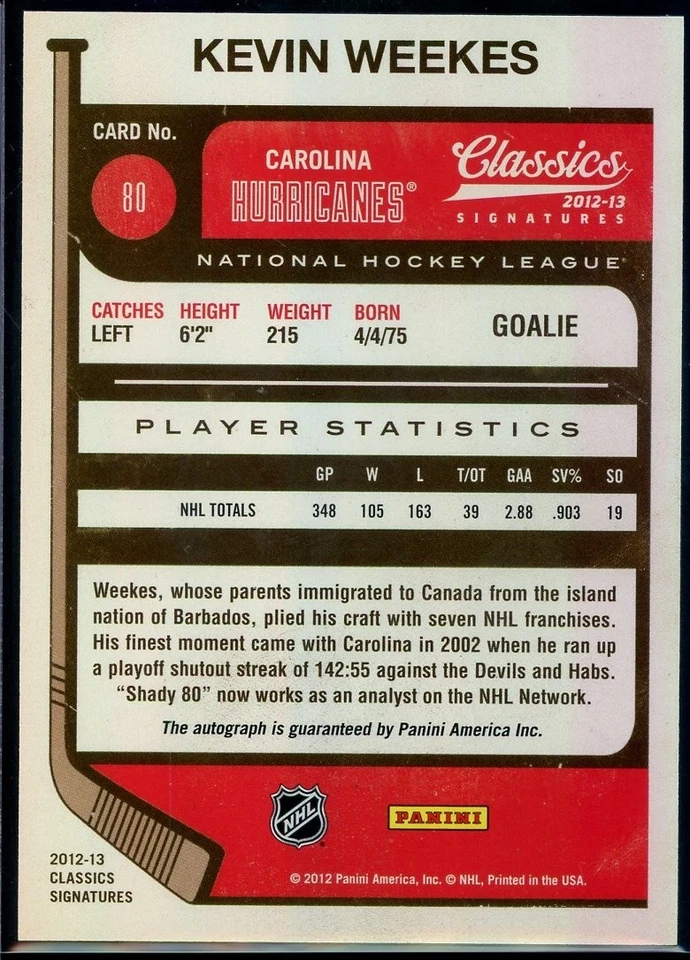 KEVIN WEEKES
CARD No.
80
CAROLINA
HURRICANES®
Classics
2012-13
SIGNATURES
NATIONAL HOCKEY LEAGUE
CATCHES HEIGHT WEIGHT BORN
LEFT 6'2" 215 4/4/75
GOALIE
PLAYER STATISTICS
GP W L T/OT GAA SV% SO
NHL TOTALS 348 105 163 39 2.88 .903 19
Weekes, whose parents immigrated to Canada from the island
nation of Barbados, plied his craft with seven NHL franchises.
His finest moment came with Carolina in 2002 when he ran up
a playoff shutout streak of 142:55 against the Devils and Habs.
“Shady 80” now works as an analyst on the NHL Network.
The autograph is guaranteed by Panini America Inc.
NHL
PANINI
2012-13
CLASSICS
SIGNATURES
© 2012 Panini America, Inc. © NHL, Printed in the USA.